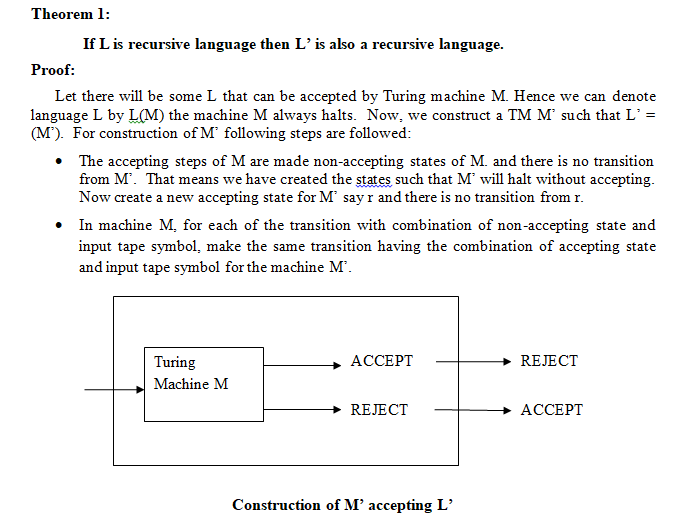 Theorem 1:
If L is recursive language then L’ is also a recursive language.
Proof:
Let there will be some L that can be accepted by Turing machine M. Hence we can denote
language L by L(M) the machine M always halts. Now, we construct a TM M’ such that L’ =
(M’). For construction of M’ following steps are followed:
• The accepting steps of M are made non-accepting states of M. and there is no transition
from M’. That means we have created the states such that M’ will halt without accepting.
Now create a new accepting state for M’ say r and there is no transition from r.
• In machine M, for each of the transition with combination of non-accepting state and
input tape symbol, make the same transition having the combination of accepting state
and input tape symbol for the machine M’.
Turing
Machine M
ACCEPT
REJECT
REJECT
ACCEPT
Construction of M’ accepting L’